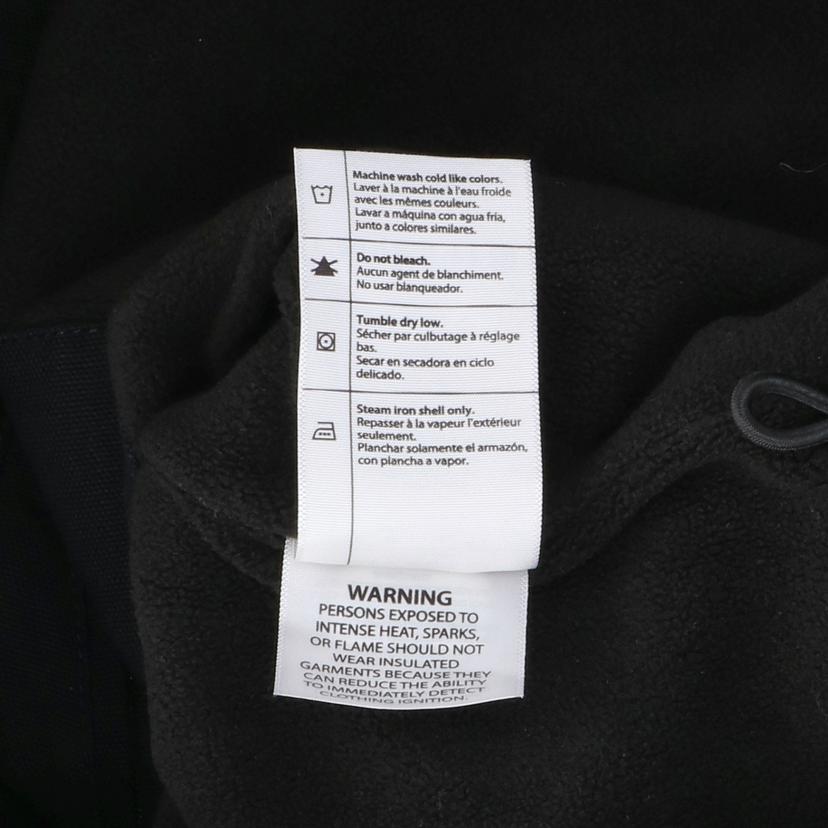 Machine wash cold like colors.
Laver à la machine à l'eau froide
avec les mêmes couleurs.
Lavar a máquina con agua fria,
junto a colores similares.
Do not bleach.
Aucun agent de blanchiment.
No usar blanqueador.
Tumble dry low.
Sécher par culbutage à réglage
bas.
Secar en secadora en ciclo
delicado.
Steam iron shell only.
Repasser à la vapeur l'extérieur
seulement.
Planchar solamente el armazón,
con plancha a vapor.
WARNING
PERSONS EXPOSED TO
INTENSE HEAT, SPARKS,
OR FLAME SHOULD NOT
WEAR INSULATED
GARMENTS BECAUSE THEY
CAN REDUCE THE ABILITY
TO IMMEDIATELY DETECT
CLOTHING IGNITION.